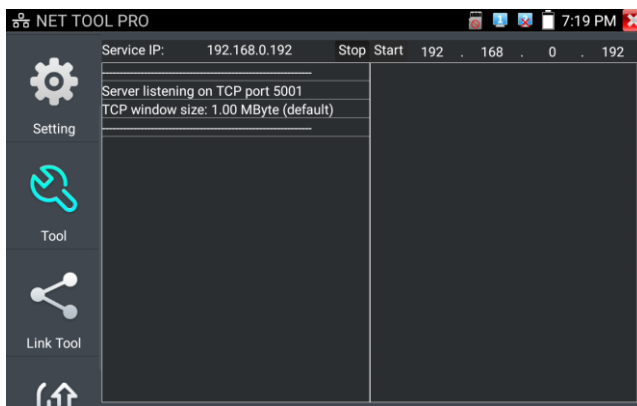 NET TOOL PRO 7:19 PM
Service IP: 192.168.0.192 Stop Start 192 . 168 . 0 . 192
Server listening on TCP port 5001
TCP window size: 1.00 MByte (default)
Setting
Tool
Link Tool